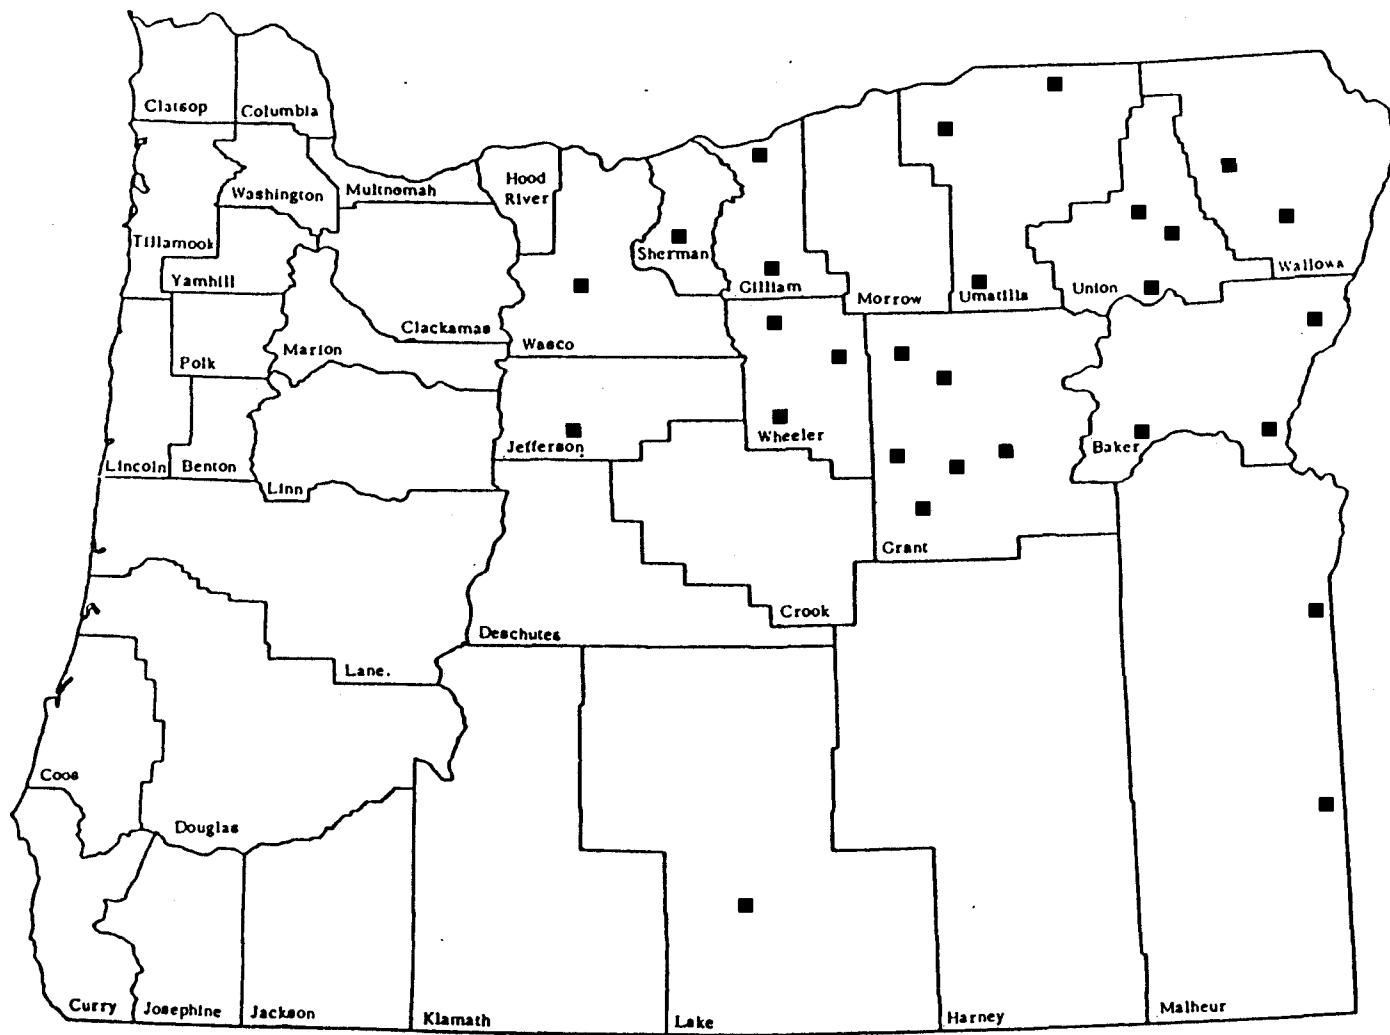 Clatsop
Columbia
Washington
Multnomah
Hood
River
Tillamook
Yamhill
Sherman
Gilliam
Morrow
Umatilla
Union
Wallowa
Clackamas
Wasco
Polk
Marion
Lincoln
Benton
Linn
Jefferson
Wheeler
Baker
Grant
Crook
Deschutes
Lane.
Coos
Douglas
Curry
Josephine
Jackson
Klamath
Lake
Harney
Malheur